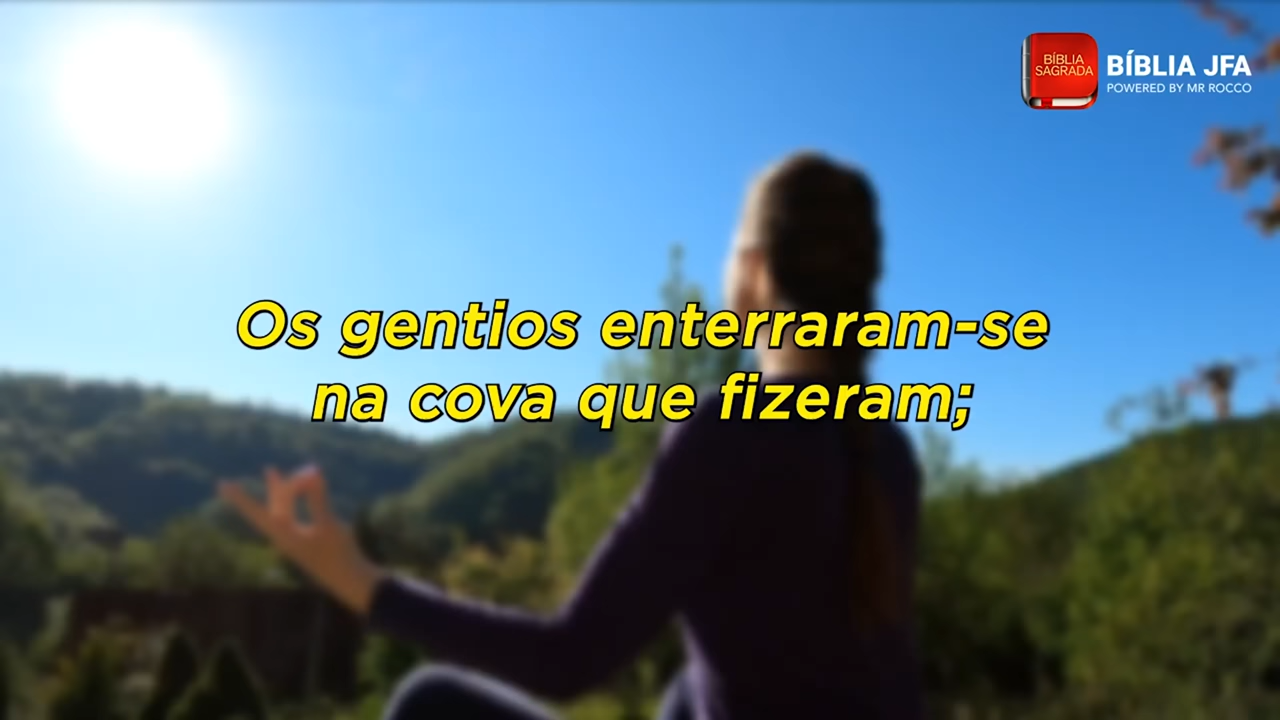 BÍBLIA
SAGRADA
BÍBLIA JFA
POWERED BY MR ROCCO
Os gentios enterraram-se
na cova que fizeram;